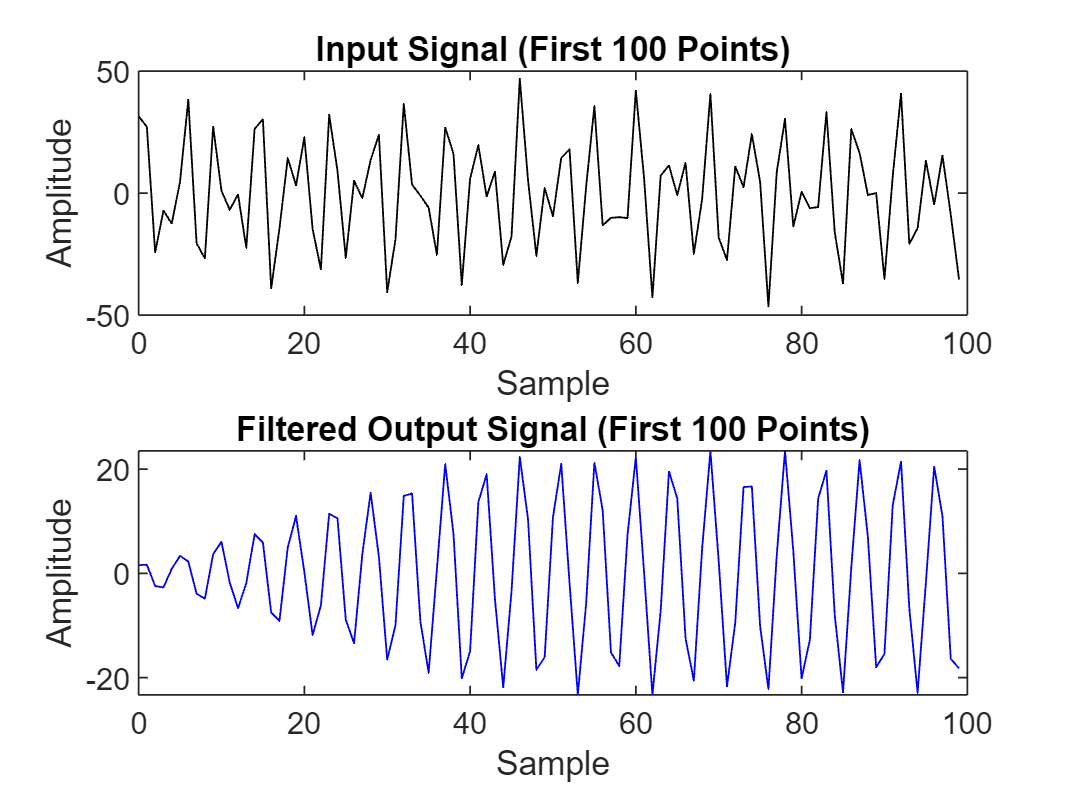 Input Signal (First 100 Points)
50
0
-50
Amplitude
0 20 40 60 80 100
Sample
Filtered Output Signal (First 100 Points)
20
0
-20
Amplitude
0 20 40 60 80 100
Sample